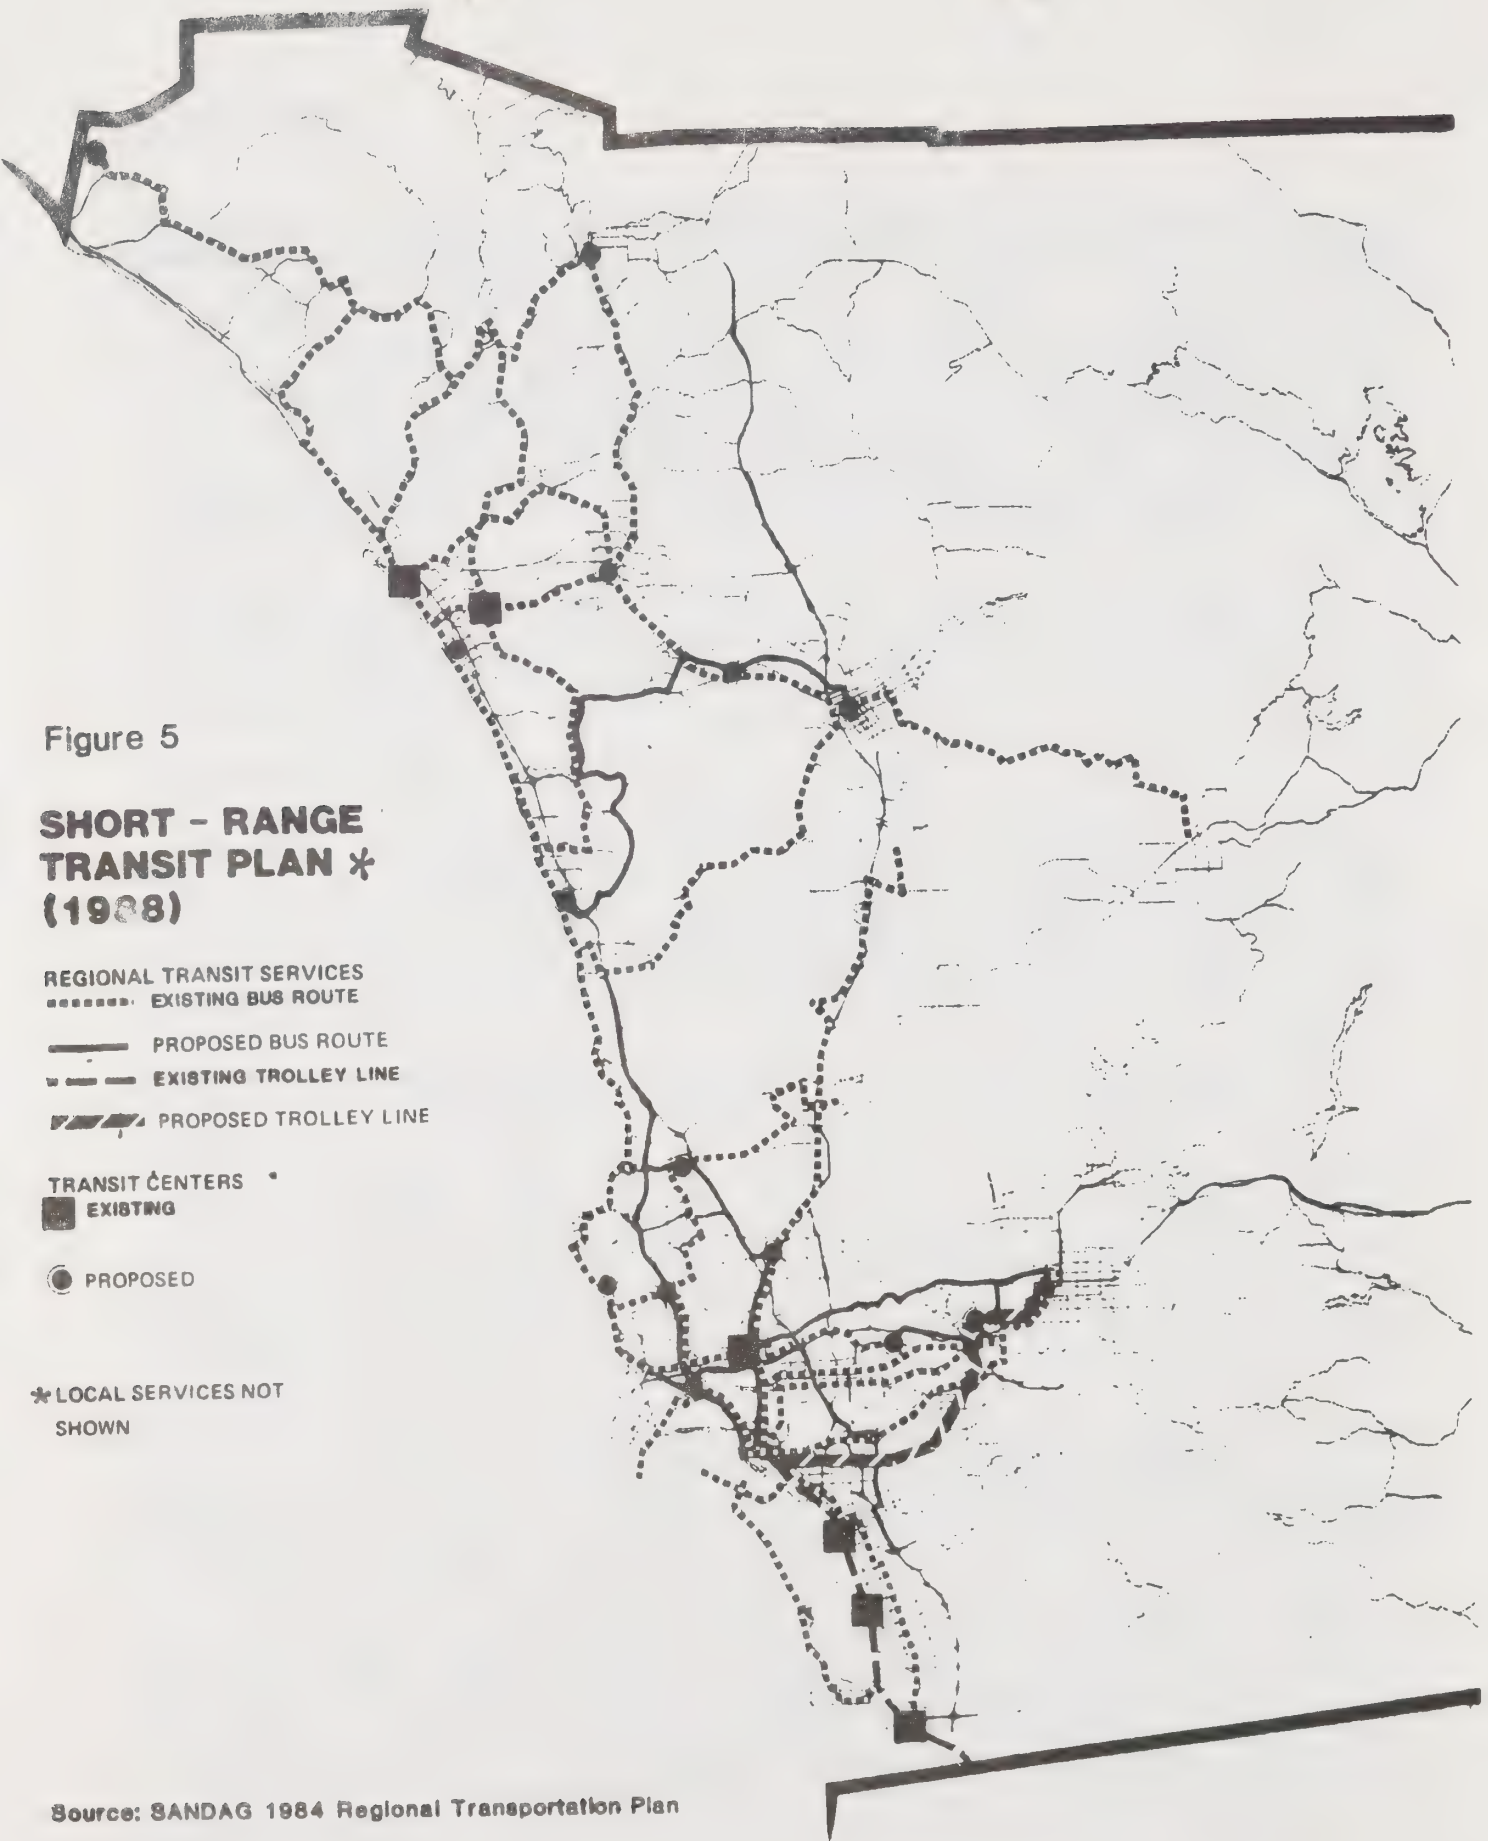 Figure 5
SHORT - RANGE
TRANSIT PLAN *
(1988)
REGIONAL TRANSIT SERVICES
EXISTING BUS ROUTE
PROPOSED BUS ROUTE
EXISTING TROLLEY LINE
PROPOSED TROLLEY LINE
TRANSIT CENTERS
EXISTING
PROPOSED
* LOCAL SERVICES NOT
SHOWN
Source: SANDAG 1984 Regional Transportation Plan